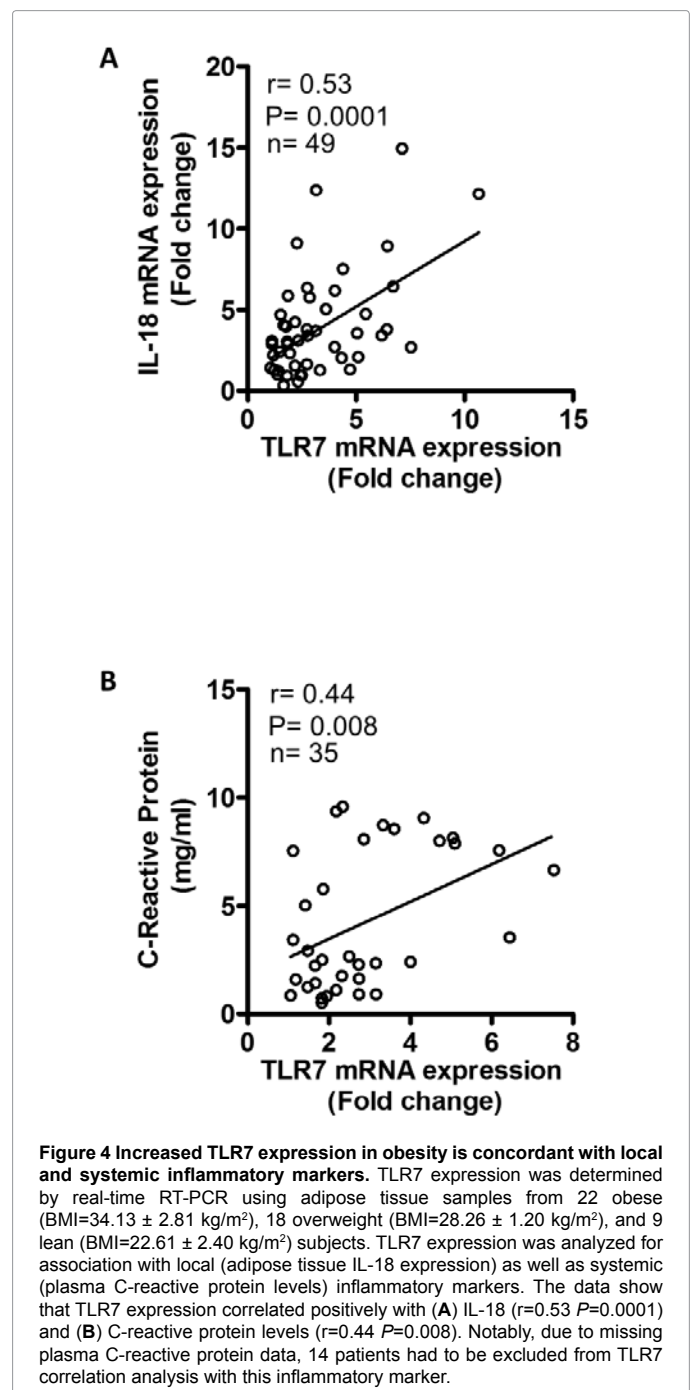 A
20
15
10
5
0
r= 0.53
P= 0.0001
n= 49
IL-18 mRNA expression
(Fold change)
0 5 10 15
TLR7 mRNA expression
(Fold change)
B
15
10
5
0
r= 0.44
P= 0.008
n= 35
C-Reactive Protein
(mg/ml)
0 2 4 6 8
TLR7 mRNA expression
(Fold change)
Figure 4 Increased TLR7 expression in obesity is concordant with local
and systemic inflammatory markers. TLR7 expression was determined
by real-time RT-PCR using adipose tissue samples from 22 obese
(BMI=34.13 ± 2.81 kg/m²), 18 overweight (BMI=28.26 ± 1.20 kg/m²), and 9
lean (BMI=22.61 ± 2.40 kg/m²) subjects. TLR7 expression was analyzed for
association with local (adipose tissue IL-18 expression) as well as systemic
(plasma C-reactive protein levels) inflammatory markers. The data show
that TLR7 expression correlated positively with (A) IL-18 (r=0.53 P=0.0001)
and (B) C-reactive protein levels (r=0.44 P=0.008). Notably, due to missing
plasma C-reactive protein data, 14 patients had to be excluded from TLR7
correlation analysis with this inflammatory marker.